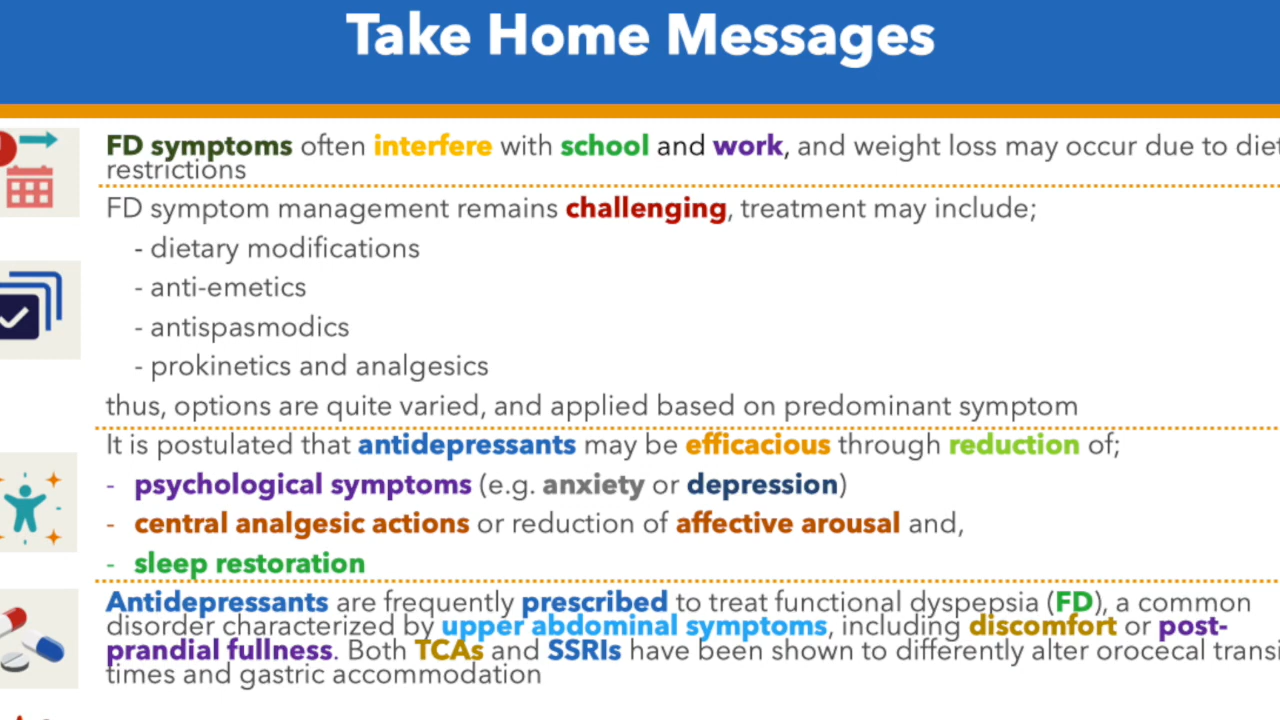 Take Home Messages
FD symptoms often interfere with school and work, and weight loss may occur due to
restrictions
FD symptom management remains challenging, treatment may include;
- dietary modifications
- anti-emetics
- antispasmodics
- prokinetics and analgesics
thus, options are quite varied, and applied based on predominant symptom
It is postulated that antidepressants may be efficacious through reduction of;
- psychological symptoms (e.g. anxiety or depression)
- central analgesic actions or reduction of affective arousal and,
- sleep restoration
Antidepressants are frequently prescribed to treat functional dyspepsia (FD), a common
disorder characterized by upper abdominal symptoms, including discomfort or post-
prandial fullness. Both TCAs and SSRIs have been shown to differently alter orocecal
times and gastric accommodation